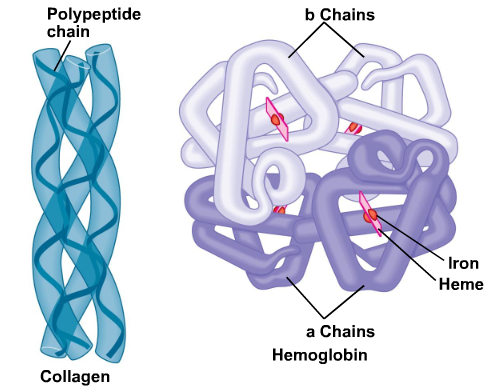 Polypeptide
chain
b Chains
Iron
Heme
a Chains
Hemoglobin
Collagen